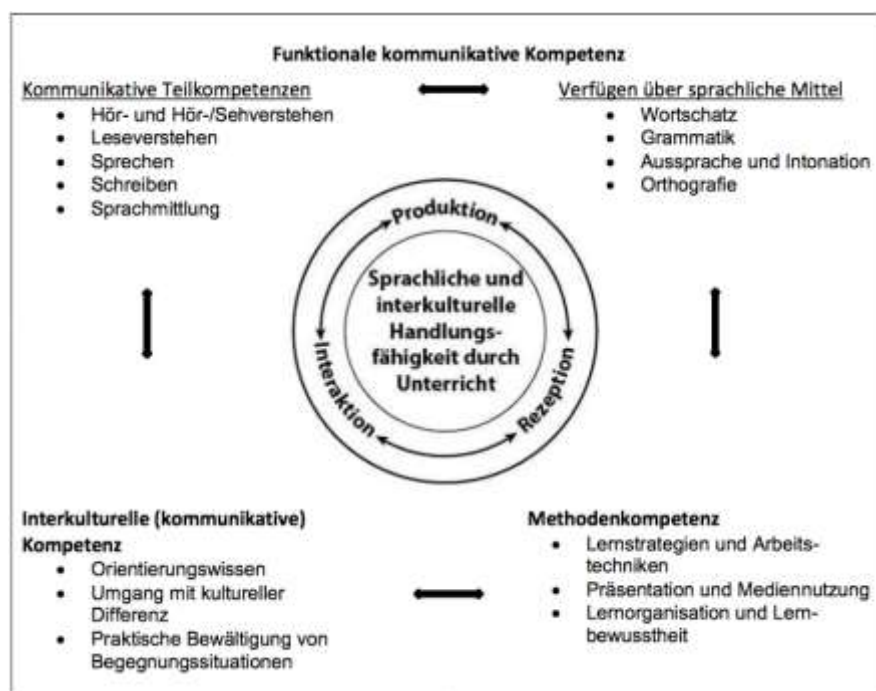 Funktionale kommunikative Kompetenz
Kommunikative Teilkompetenzen
• Hör- und Hör-/Sehverstehen
• Leseverstehen
• Sprechen
• Schreiben
• Sprachmittlung
Verfügen über sprachliche Mittel
• Wortschatz
• Grammatik
• Aussprache und Intonation
• Orthografie
Produktion
Sprachliche und
interkulturelle
Handlungs-
fähigkeit durch
Unterricht
Interaktion
Rezeption
Interkulturelle (kommunikative)
Kompetenz
• Orientierungswissen
• Umgang mit kultureller
Differenz
• Praktische Bewältigung von
Begegnungssituationen
Methodenkompetenz
• Lernstrategien und Arbeits-
techniken
• Präsentation und Mediennutzung
• Lernorganisation und Lern-
bewusstheit